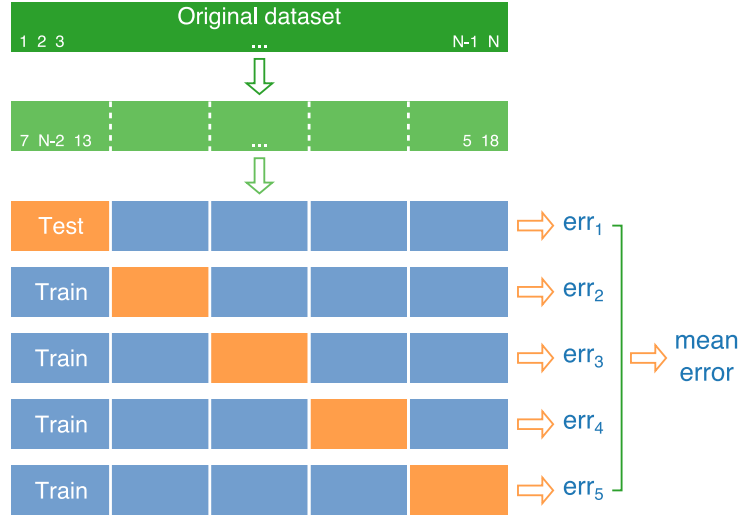 Original dataset
1 2 3 ... N-1 N
7 N-2 13 ... 5 18
Test err₁
Train err₂
Train err₃
mean
error
Train err₄
Train err₅